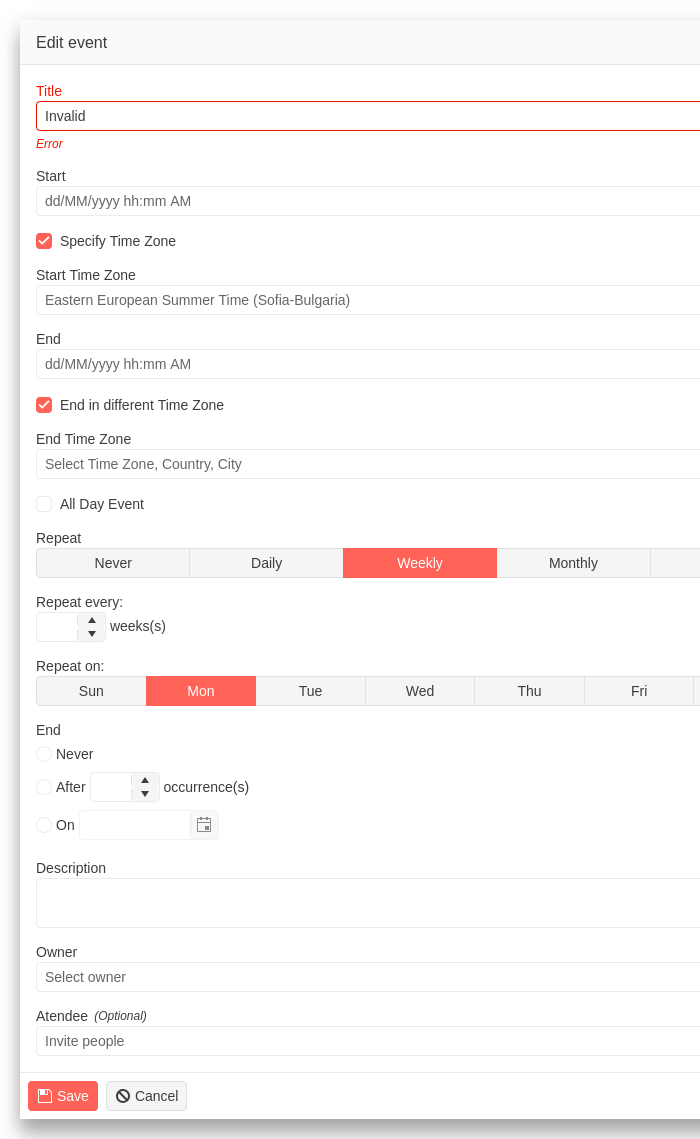 Edit event
Title
Invalid
Error
Start
dd/MM/yyyy hh:mm AM
Specify Time Zone
Start Time Zone
Eastern European Summer Time (Sofia-Bulgaria)
End
dd/MM/yyyy hh:mm AM
End in different Time Zone
End Time Zone
Select Time Zone, Country, City
All Day Event
Repeat
Never Daily Weekly Monthly
Repeat every:
weeks(s)
Repeat on:
Sun Mon Tue Wed Thu Fri
End
Never
After occurrence(s)
On
Description
Owner
Select owner
Atendee (Optional)
Invite people
Save Cancel